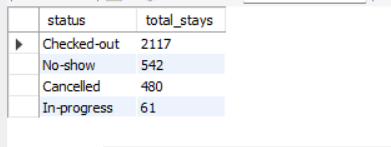 status total_stays
Checked-out 2117
No-show 542
Cancelled 480
In-progress 61